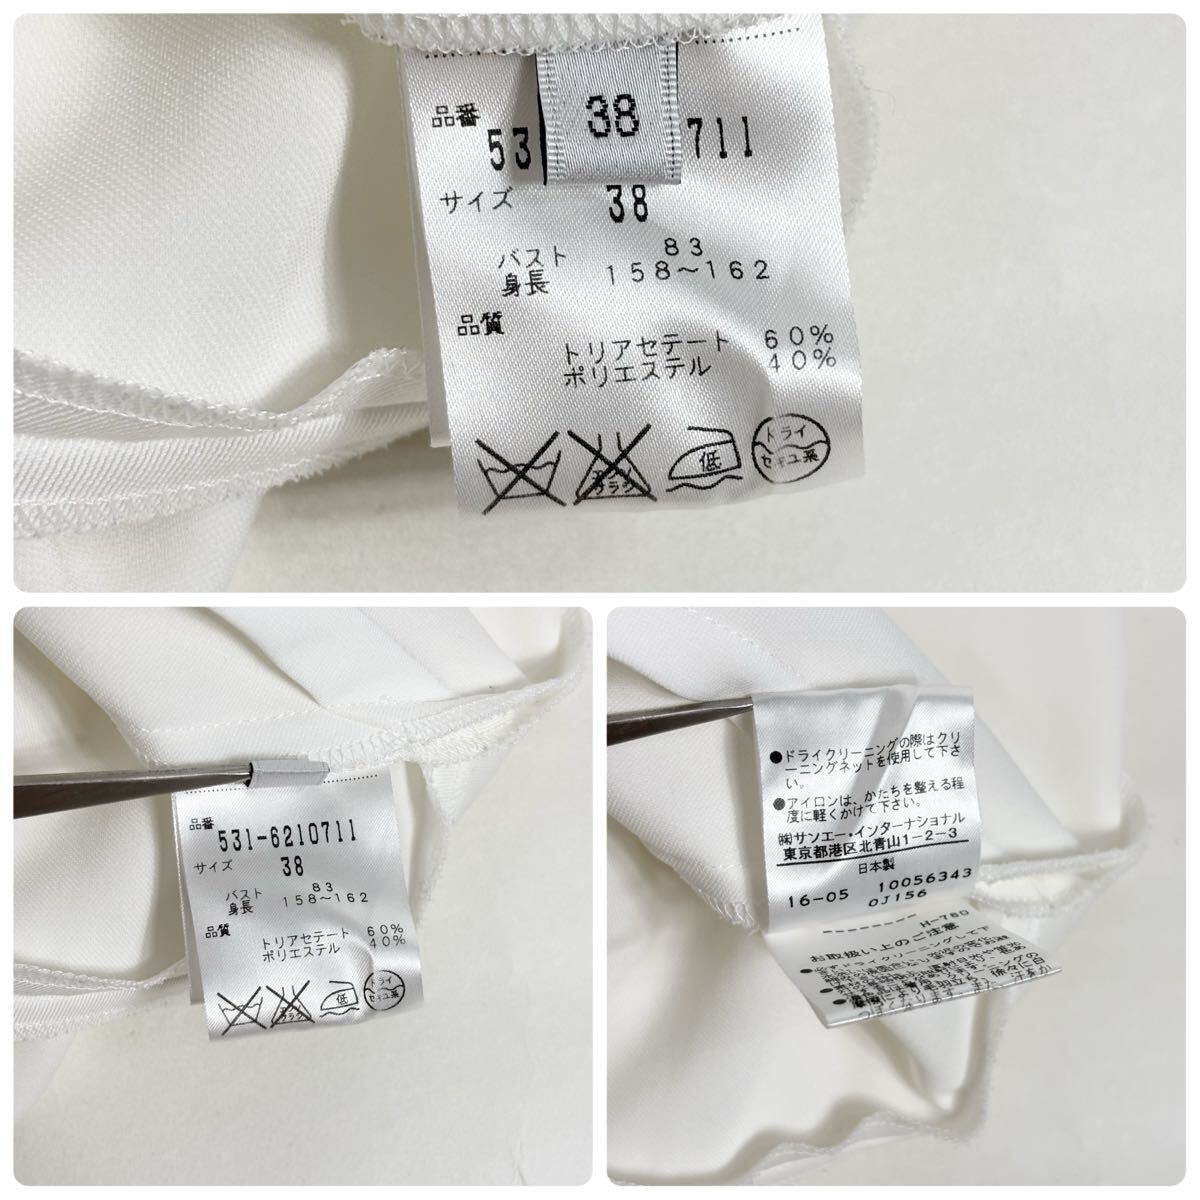 38
品番
53 711
サイズ 38
バスト 83
身長 158～162
品質
トリアセテート 60%
ポリエステル 40%
低
ドライ
セキユ系
品番
531-6210711
サイズ 38
バスト 83
身長 158～162
品質
トリアセテート 60%
ポリエステル 40%
低
ドライ
セキユ系
●ドライクリーニングの際はクリ
ーニングネットを使用して下さ
い。
●アイロンは、かたちを整える程
度に軽くかけて下さい。
㈱サンエー・インターナショナル
東京都港区北青山1-2-3
日本製
16-05 10056343
0J156
H-780
お取扱い上のご注意